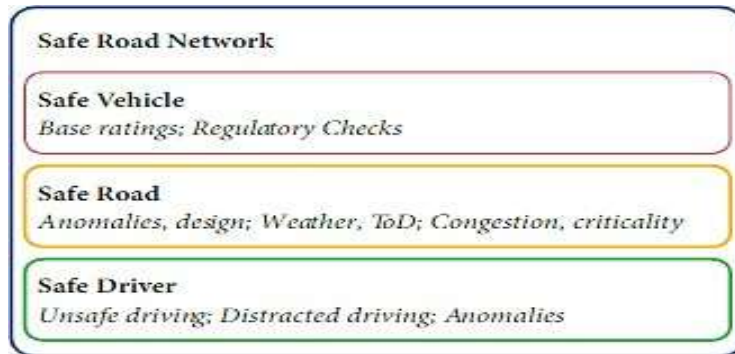 Safe Road Network
Safe Vehicle
Base ratings; Regulatory Checks
Safe Road
Anomalies, design; Weather, ToD; Congestion, criticality
Safe Driver
Unsafe driving; Distracted driving; Anomalies